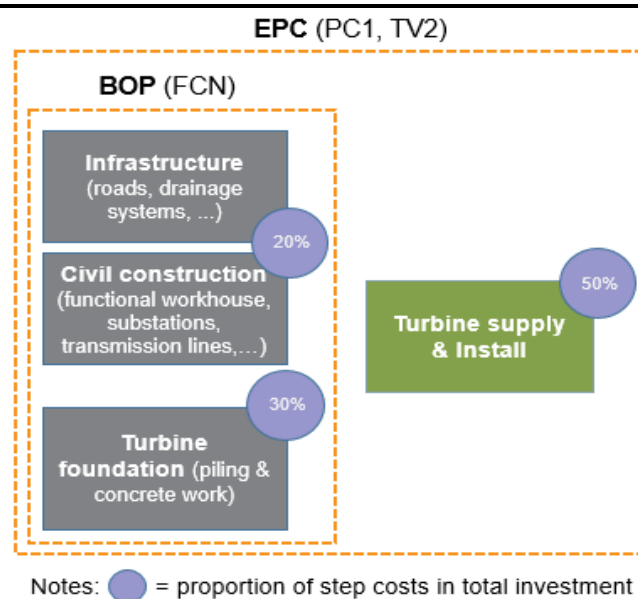 EPC (PC1, TV2)
BOP (FCN)
Infrastructure
(roads, drainage
systems, ...)
20%
Civil construction
(functional workhouse,
substations,
transmission lines,...)
30%
Turbine
foundation (piling &
concrete work)
50%
Turbine supply
& Install
Notes: = proportion of step costs in total investment